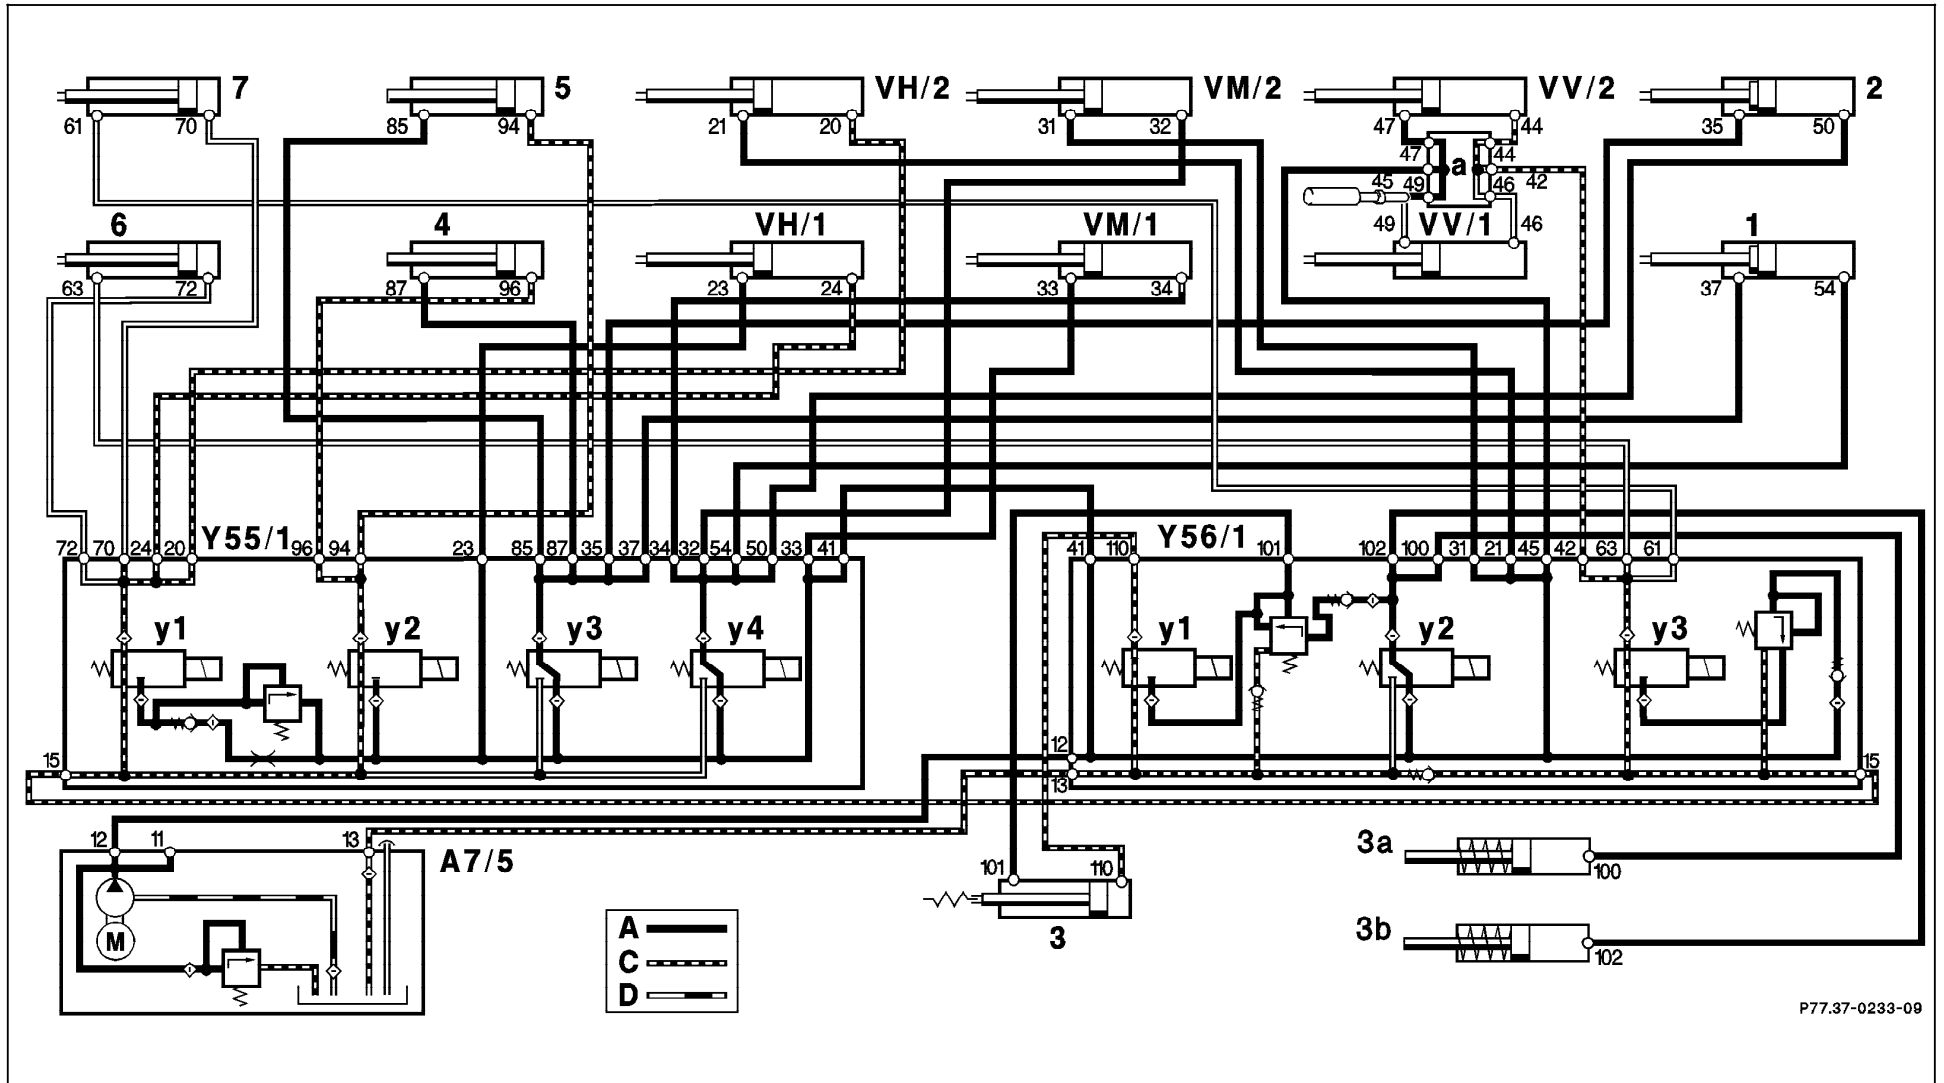 7 5 VH/2 VM/2 VV/2 2
61 70 85 94 21 20 31 32 47 44 35 50
47 a 44
45 49 46 42
6 4 VH/1 VM/1 49 VV/1 46 1
63 72 87 96 23 24 33 34 37 54
72 70 24 20 Y55/1 96 94 23 85 87 35 37 34 32 54 50 33 41
41 110 Y56/1 101 102 100 31 21 45 42 63 61
y1 y2 y3 y4
y1 y2 y3
15 12 15
13
12 11 13 A7/5
M
101 110
3
A
C
D
3a
100
3b
102
P77.37-0233-09